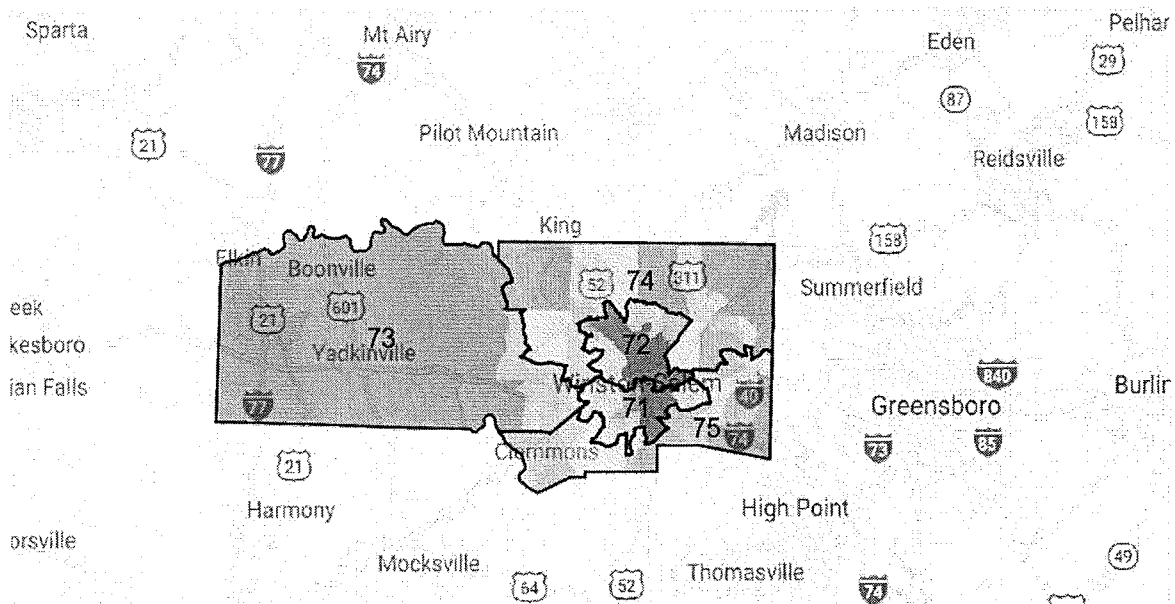 Sparta
Mt Airy
Eden
Pelhar
29
74
87
159
21
Pilot Mountain
Madison
77
Reidsville
King
158
Elkin
Boonville
52
74
311
Summerfield
eek
21
601
kesboro
73
Yadkinville
72
ian Falls
Winston-Salem
840
Burlir
77
71
40
Greensboro
75
74
73
85
21
Clemmons
Harmony
High Point
orsville
Mocksville
64
52
Thomasville
74
49